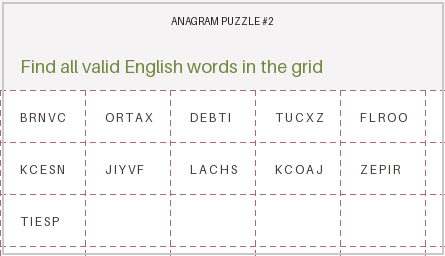 ANAGRAM PUZZLE #2
Find all valid English words in the grid
BRNVC ORTAX DEBTI TUCXZ FLROO
KCESN JIYVF LACHS KCOAJ ZEPIR
TIESP